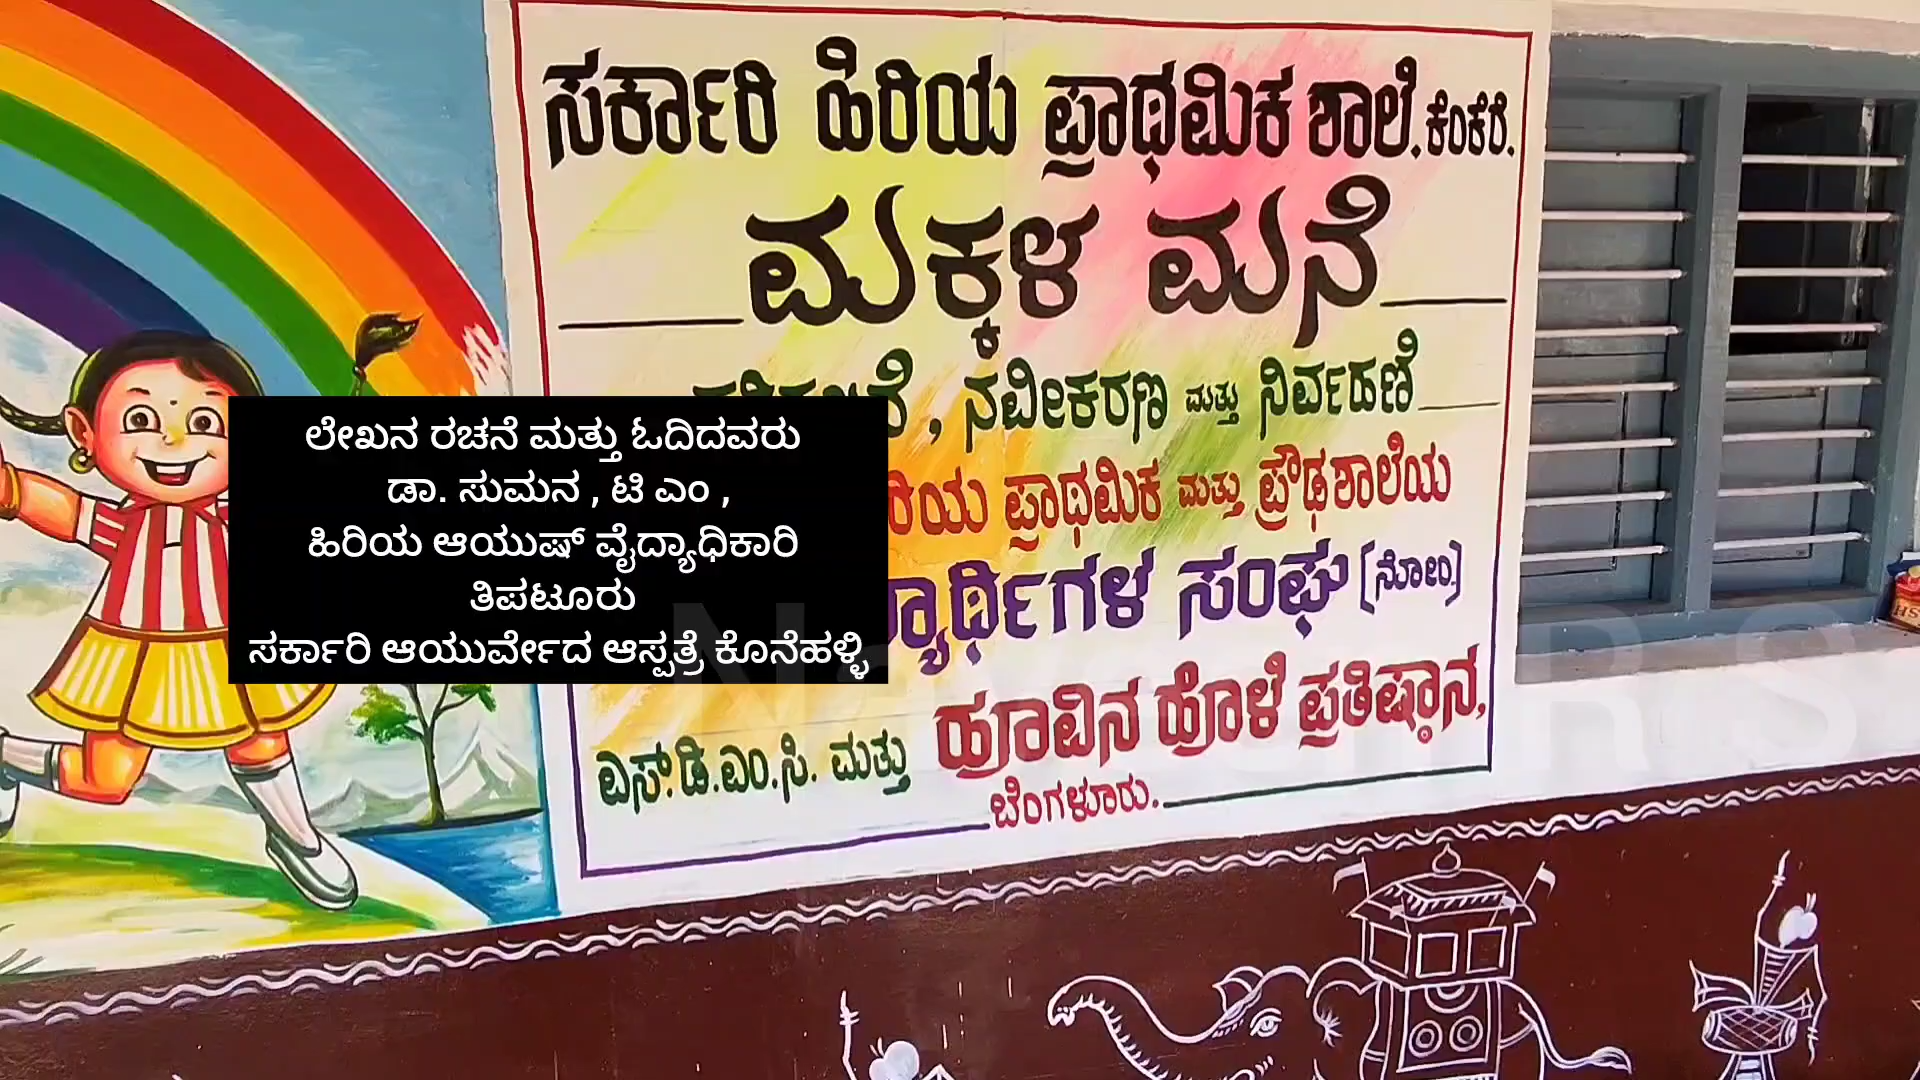 ಸರ್ಕಾರಿ ಹಿರಿಯ ಪ್ರಾಥಮಿಕ ಶಾಲೆ. ಕೆಂಕೆರೆ.
ಮಕ್ಕಳ ಮನೆ
, ನವೀಕರಣ ಮತ್ತು ನಿರ್ವಹಣೆ
ಪ್ರಾಥಮಿಕ ಮತ್ತು ಪ್ರೌಢಶಾಲೆಯ
ಸಂಘ [ನೋಂ.]
ಎಸ್.ಡಿ.ಎಂ.ಸಿ. ಮತ್ತು ಹೂವಿನ ಹೊಳೆ ಪ್ರತಿಷ್ಠಾನ,
ಬೆಂಗಳೂರು.
ಲೇಖನ ರಚನೆ ಮತ್ತು ಓದಿದವರು
ಡಾ. ಸುಮನ , ಟಿ ಎಂ ,
ಹಿರಿಯ ಆಯುಷ್ ವೈದ್ಯಾಧಿಕಾರಿ
ತಿಪಟೂರು
ಸರ್ಕಾರಿ ಆಯುರ್ವೇದ ಆಸ್ಪತ್ರೆ ಕೊನೆಹಳ್ಳಿ
Naveen R S